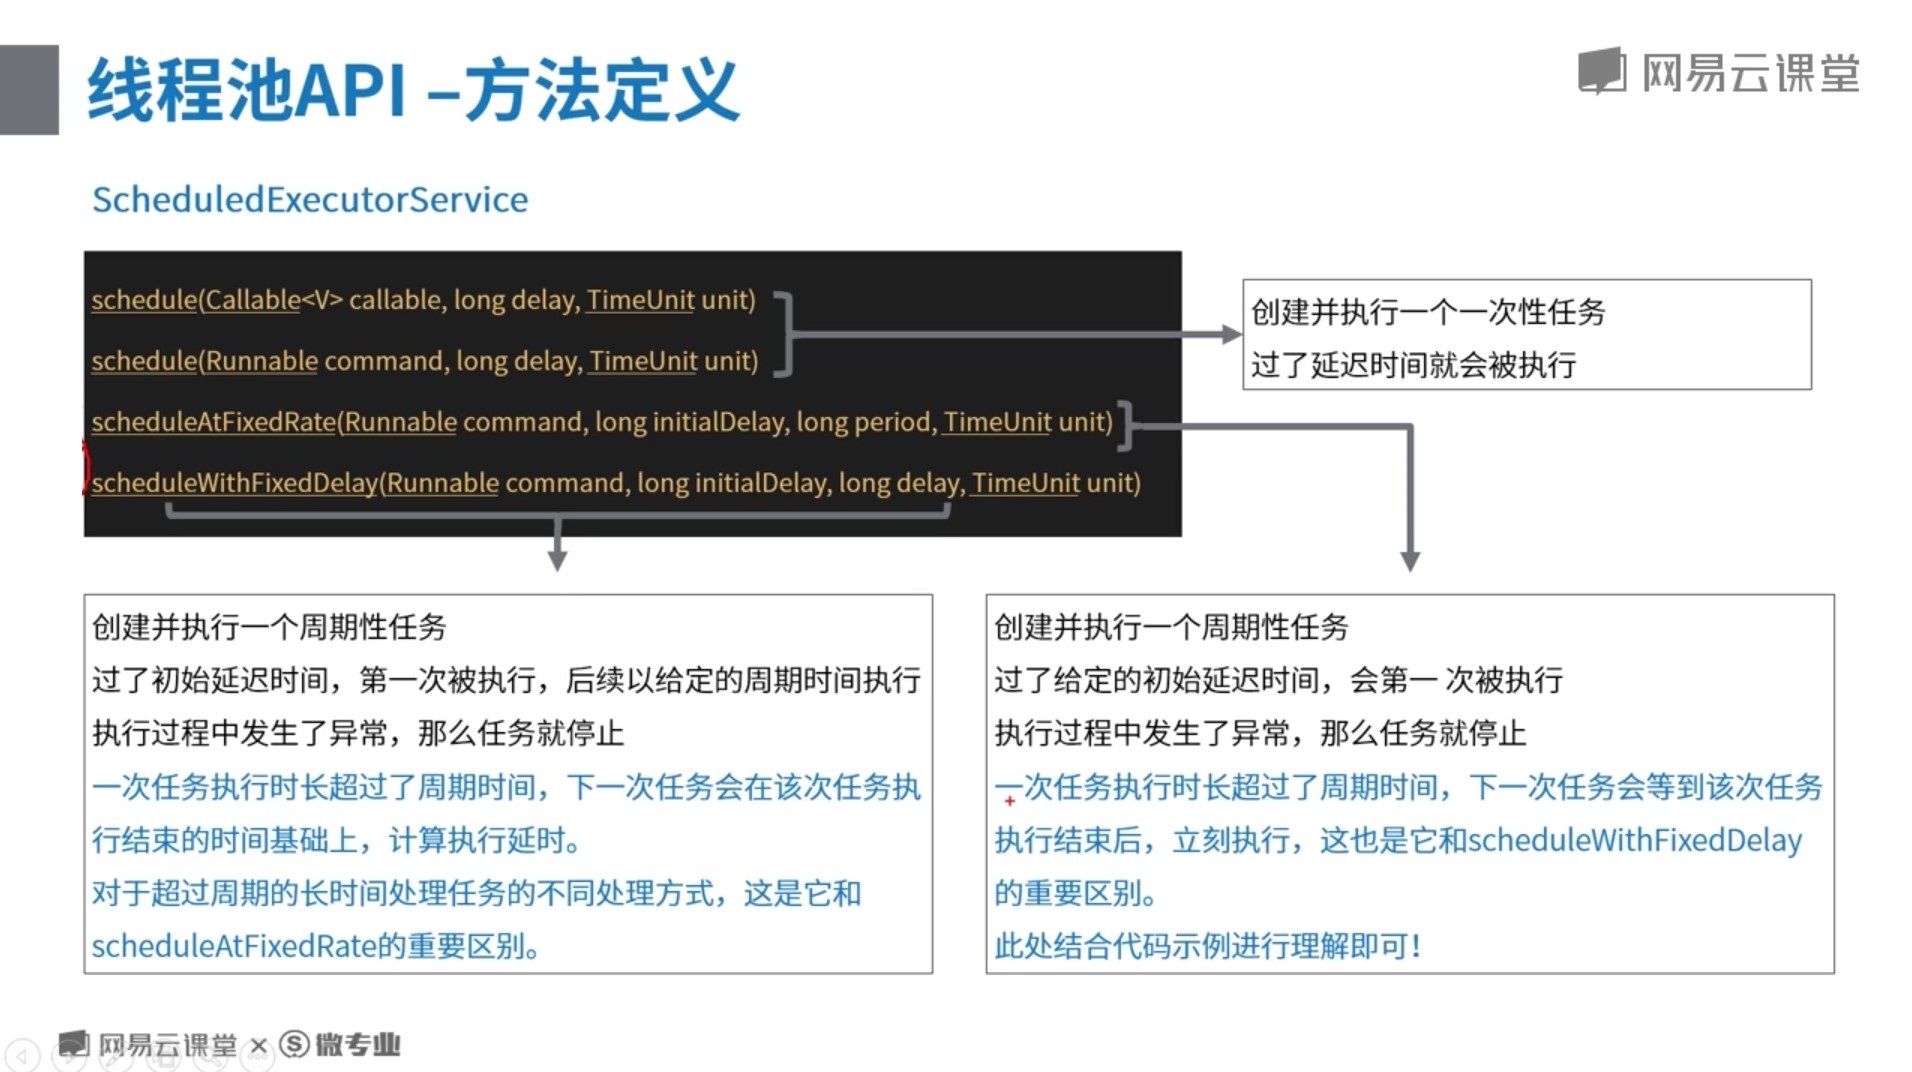 线程池API –方法定义
网易云课堂
ScheduledExecutorService
schedule(Callable<V> callable, long delay, TimeUnit unit)
schedule(Runnable command, long delay, TimeUnit unit)
scheduleAtFixedRate(Runnable command, long initialDelay, long period, TimeUnit unit)
scheduleWithFixedDelay(Runnable command, long initialDelay, long delay, TimeUnit unit)
创建并执行一个一次性任务
过了延迟时间就会被执行
创建并执行一个周期性任务
过了初始延迟时间，第一次被执行，后续以给定的周期时间执行
执行过程中发生了异常，那么任务就停止
一次任务执行时长超过了周期时间，下一次任务会在该次任务执
行结束的时间基础上，计算执行延时。
对于超过周期的长时间处理任务的不同处理方式，这是它和
scheduleAtFixedRate的重要区别。
创建并执行一个周期性任务
过了给定的初始延迟时间，会第一 次被执行
执行过程中发生了异常，那么任务就停止
一次任务执行时长超过了周期时间，下一次任务会等到该次任务
执行结束后，立刻执行，这也是它和scheduleWithFixedDelay
的重要区别。
此处结合代码示例进行理解即可！
网易云课堂 × Ⓢ微专业